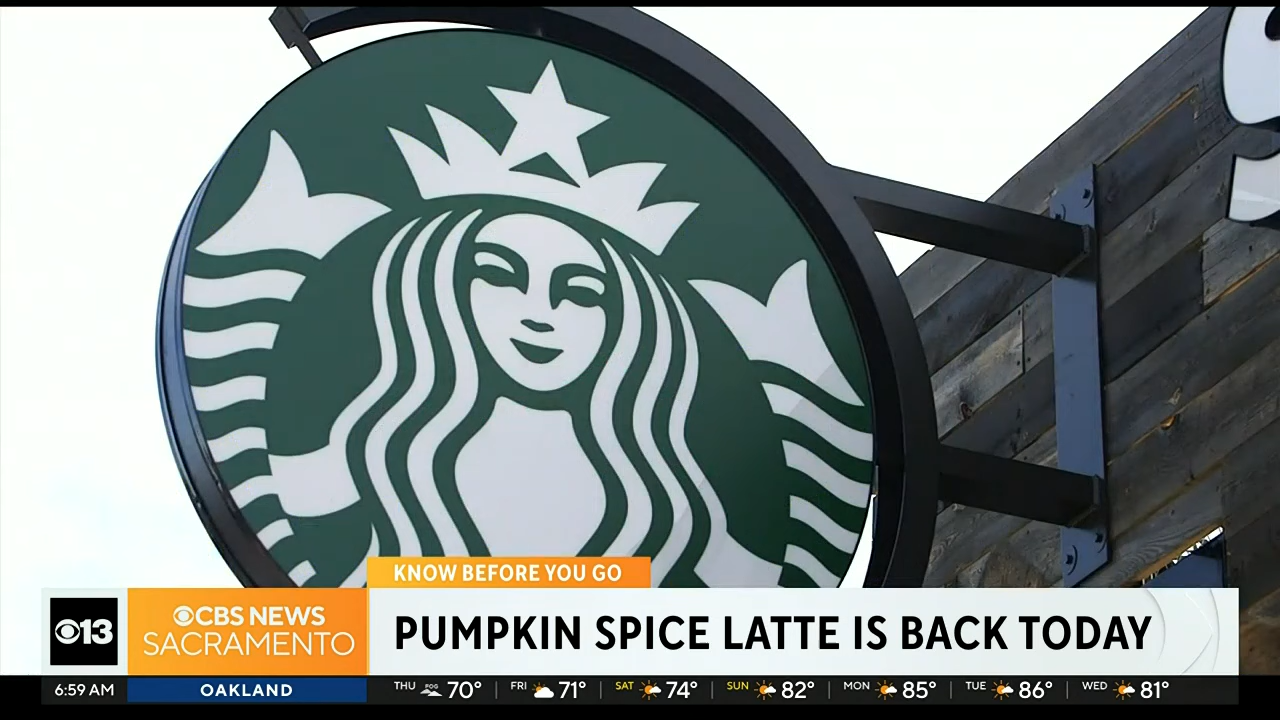 KNOW BEFORE YOU GO
13
CBS NEWS
SACRAMENTO
PUMPKIN SPICE LATTE IS BACK TODAY
6:59 AM
OAKLAND
THU FOG 70° | FRI 71° | SAT 74° | SUN 82° | MON 85° | TUE 86° | WED 81°